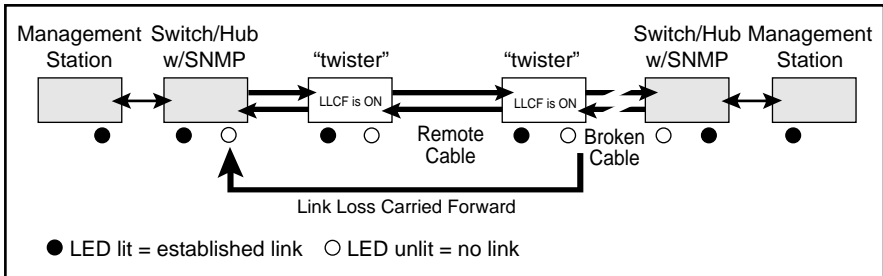 Management Station
Switch/Hub w/SNMP
“twister”
“twister”
Switch/Hub w/SNMP
Management Station
LLCF is ON
LLCF is ON
Remote Cable
Broken Cable
Link Loss Carried Forward
LED lit = established link
LED unlit = no link